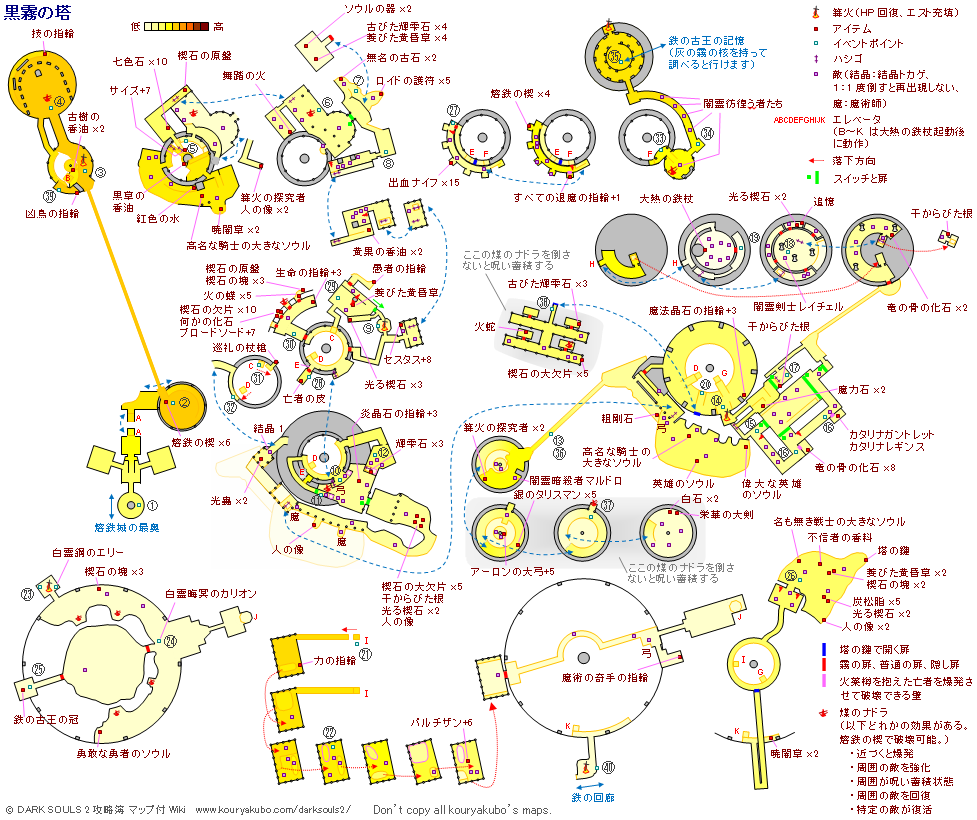 黒霧の塔
低
高
技の指輪
ソウルの器 ×2
古びた輝雫石 ×4
萎びた黄昏草 ×4
無名の古石 ×2
楔石の原盤
七色石 ×10
サイズ+7
舞踏の火
ロイドの護符 ×5
古樹の
香油 ×2
凶鳥の指輪
黒草の
香油
紅色の水
暁闇草 ×2
高名な騎士の大きなソウル
篝火の探究者
人の像 ×2
出血ナイフ ×15
熔鉄の楔 ×4
すべての退魔の指輪+1
鉄の古王の記憶
(灰の霧の核を持って
調べると行けます)
闇霊彷徨う者たち
篝火(HP回復、エスト充填)
アイテム
イベントポイント
ハシゴ
敵(結晶:結晶トカゲ、
1:1度倒すと再出現しない、
魔:魔術師)
ABCDEFGHIJK
エレベータ
(B~K は大熱の鉄杖起動後
に動作)
落下方向
スイッチと扉
大熱の鉄杖
光る楔石 ×2
追憶
干からびた根
闇霊剣士レイチェル
竜の骨の化石 ×2
黄果の香油 ×2
ここの煤のナドラを倒さ
ないと呪い蓄積する
古びた輝雫石 ×3
火蛇
楔石の大欠片 ×5
楔石の原盤
楔石の塊 ×3
火の蝶 ×5
楔石の欠片 ×10
何かの化石
ブロードソード+7
生命の指輪+3
愚者の指輪
萎びた黄昏草
巡礼の杖槍
セスタス+8
亡者の皮
光る楔石 ×3
結晶 1
炎晶石の指輪+3
輝雫石 ×3
光蟲 ×2
魔
弓
魔
人の像
楔石の大欠片 ×5
干からびた根
光る楔石 ×2
人の像
熔鉄の楔 ×6
熔鉄城の最奥
魔法晶石の指輪+3
干からびた根
魔力石 ×2
粗削石
弓
高名な騎士の
大きなソウル
英雄のソウル
偉大な英雄
のソウル
カタリナガントレット
カタリナレギンス
竜の骨の化石 ×8
篝火の探究者 ×2
闇霊暗殺者マルドロ
銀のタリスマン ×5
アーロンの大弓+5
白石 ×2
栄華の大剣
ここの煤のナドラを倒さ
ないと呪い蓄積する
白霊鋼のエリー
楔石の塊 ×3
白霊晦冥のカリオン
鉄の古王の冠
勇敢な勇者のソウル
力の指輪
パルチザン+6
魔術の奇手の指輪
弓
鉄の回廊
名も無き戦士の大きなソウル
不信者の香料
塔の鍵
萎びた黄昏草 ×2
楔石の塊 ×2
炭松脂 ×5
光る楔石 ×2
人の像 ×2
暁闇草 ×2
塔の鍵で開く扉
霧の扉、普通の扉、隠し扉
火薬樽を抱えた亡者を爆発さ
せて破壊できる壁
煤のナドラ
(以下どれかの効果がある。
熔鉄の楔で破壊可能。)
・近づくと爆発
・周囲の敵を強化
・周囲が呪い蓄積状態
・周囲の敵を回復
・特定の敵が復活
© DARK SOULS 2 攻略簿 マップ付 Wiki www.kouryakubo.com/darksouls2/ Don't copy all kouryakubo's maps.